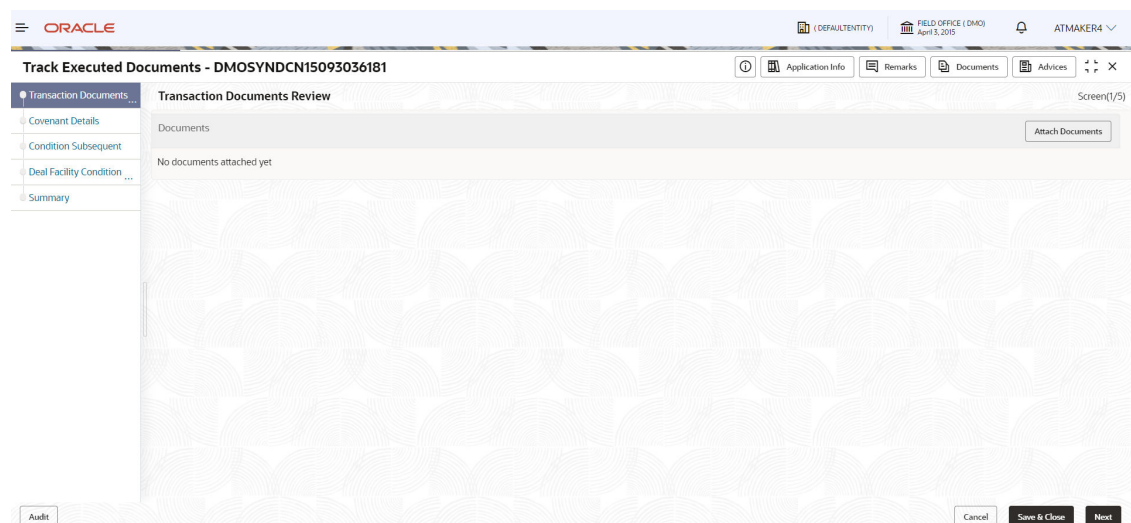 ORACLE
( DEFAULTENTITY)
FIELD OFFICE ( DMO)
April 3, 2015
ATMAKER4
Track Executed Documents - DMOSYNDCN15093036181
Application Info
Remarks
Documents
Advices
Transaction Documents ...
Transaction Documents Review
Screen(1/5)
Covenant Details
Documents
Attach Documents
Condition Subsequent
No documents attached yet
Deal Facility Condition ...
Summary
Audit
Cancel
Save & Close
Next